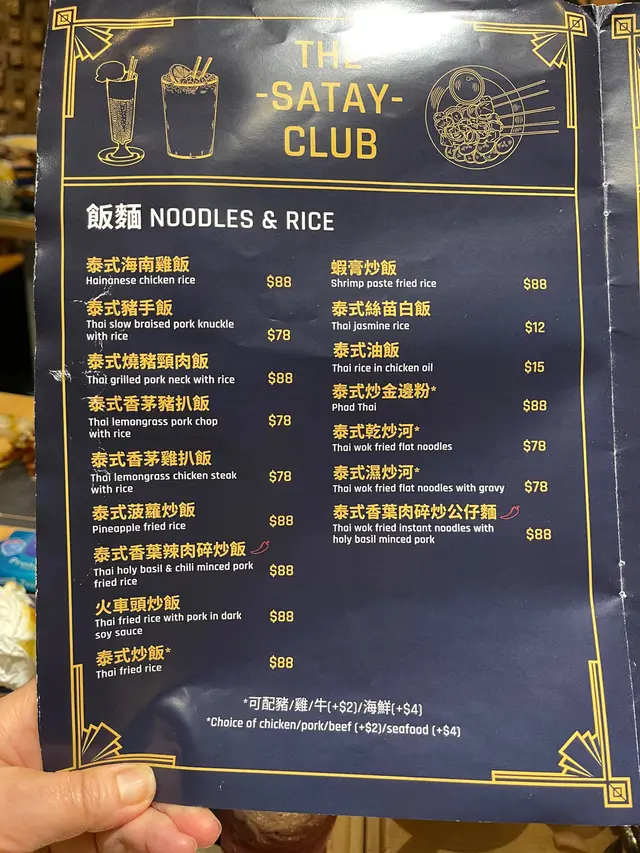 THE
-SATAY-
CLUB
飯麵 NOODLES & RICE
泰式海南雞飯
Hainanese chicken rice $88
泰式豬手飯
Thai slow braised pork knuckle
with rice $78
泰式燒豬頸肉飯
Thai grilled pork neck with rice $88
泰式香茅豬扒飯
Thai lemongrass pork chop $78
with rice
泰式香茅雞扒飯
Thai lemongrass chicken steak $78
with rice
泰式菠蘿炒飯
Pineapple fried rice $88
泰式香葉辣肉碎炒飯
Thai holy basil & chili minced pork $88
fried rice
火車頭炒飯
Thai fried rice with pork in dark $88
soy sauce
泰式炒飯*
Thai fried rice $88
蝦膏炒飯
Shrimp paste fried rice $88
泰式絲苗白飯
Thai jasmine rice $12
泰式油飯
Thai rice in chicken oil $15
泰式炒金邊粉*
Phad Thai $88
泰式乾炒河*
Thai wok fried flat noodles $78
泰式濕炒河*
Thai wok fried flat noodles with gravy $78
泰式香葉肉碎炒公仔麵
Thai wok fried instant noodles with
holy basil minced pork $88
*可配豬/雞/牛(+$2)/海鮮(+$4)
*Choice of chicken/pork/beef (+$2)/seafood (+$4)